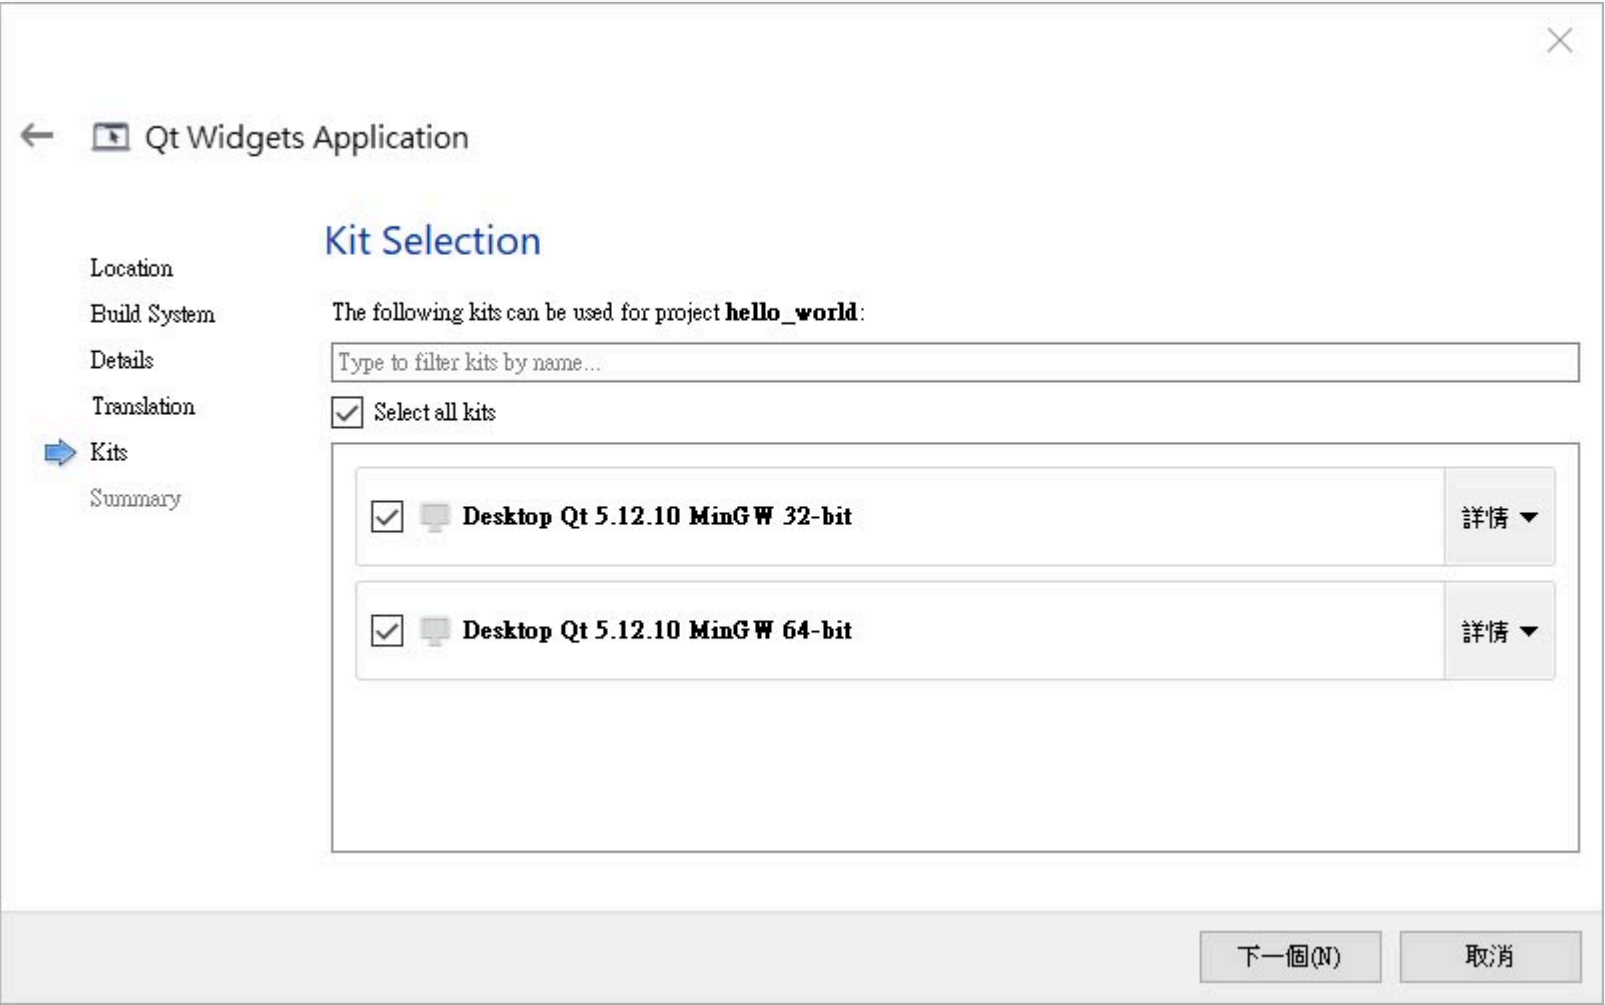 Qt Widgets Application
Kit Selection
Location
Build System
Details
Translation
Kits
Summary
The following kits can be used for project hello_world:
Type to filter kits by name...
Select all kits
Desktop Qt 5.12.10 MinGW 32-bit
詳情
Desktop Qt 5.12.10 MinGW 64-bit
詳情
下一個(N)
取消